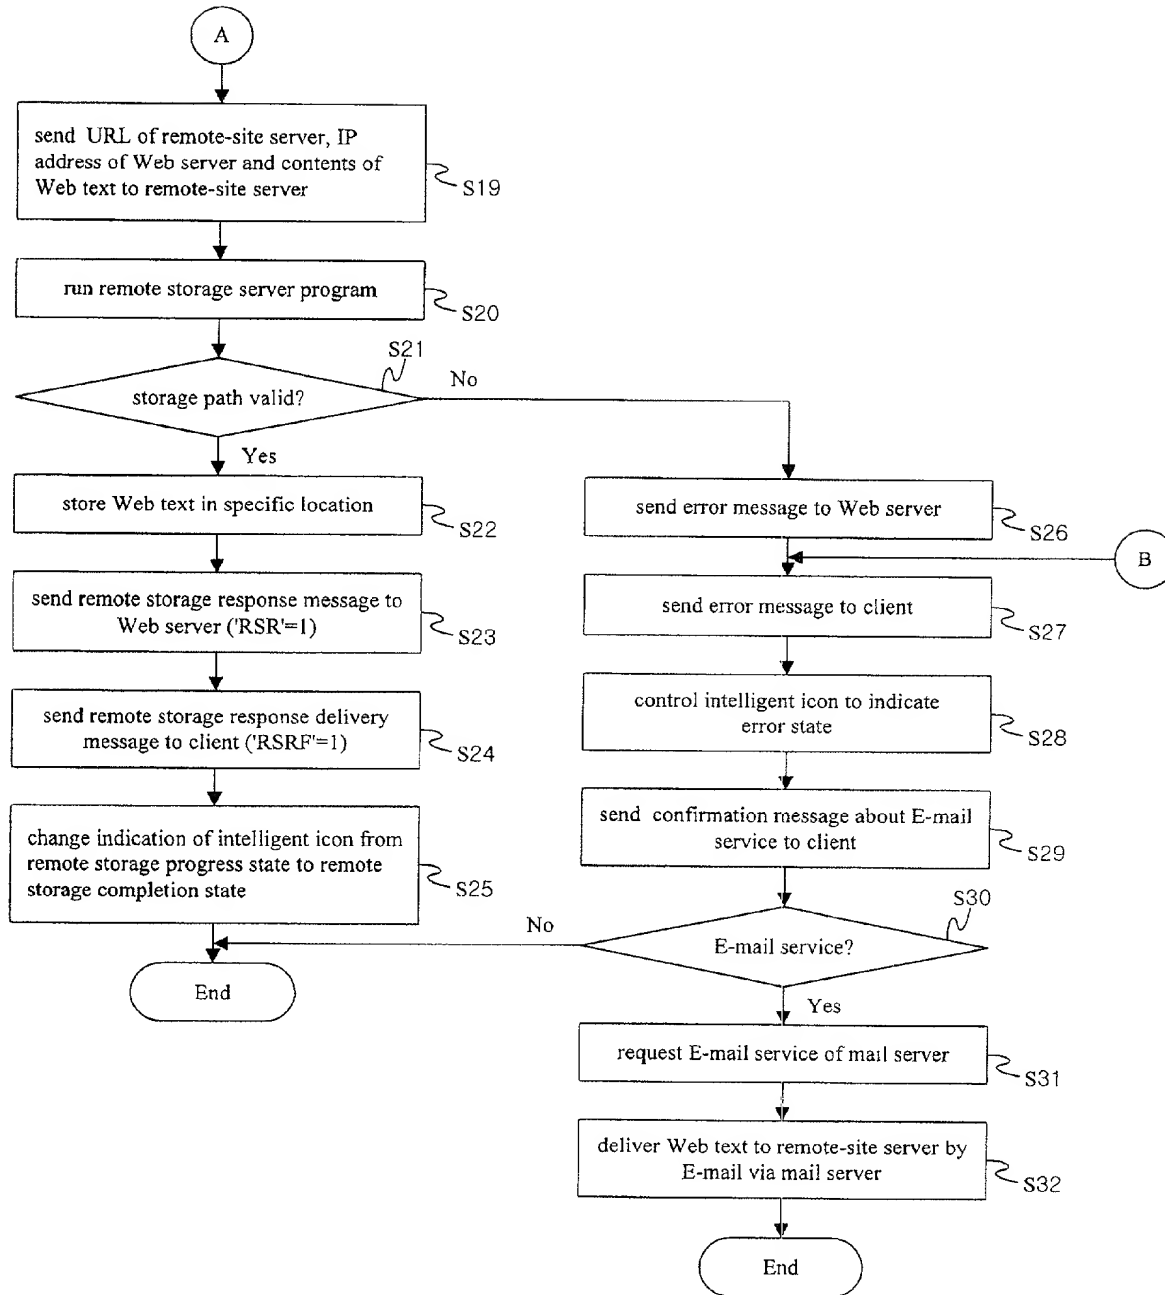 A
send URL of remote-site server, IP
address of Web server and contents of
Web text to remote-site server
S19
run remote storage server program
S20
S21
storage path valid?
No
Yes
store Web text in specific location
S22
send remote storage response message to
Web server ('RSR'=1)
S23
send remote storage response delivery
message to client ('RSRF'=1)
S24
change indication of intelligent icon from
remote storage progress state to remote
storage completion state
S25
End
send error message to Web server
S26
B
send error message to client
S27
control intelligent icon to indicate
error state
S28
send confirmation message about E-mail
service to client
S29
S30
E-mail service?
No
Yes
request E-mail service of mail server
S31
deliver Web text to remote-site server by
E-mail via mail server
S32
End